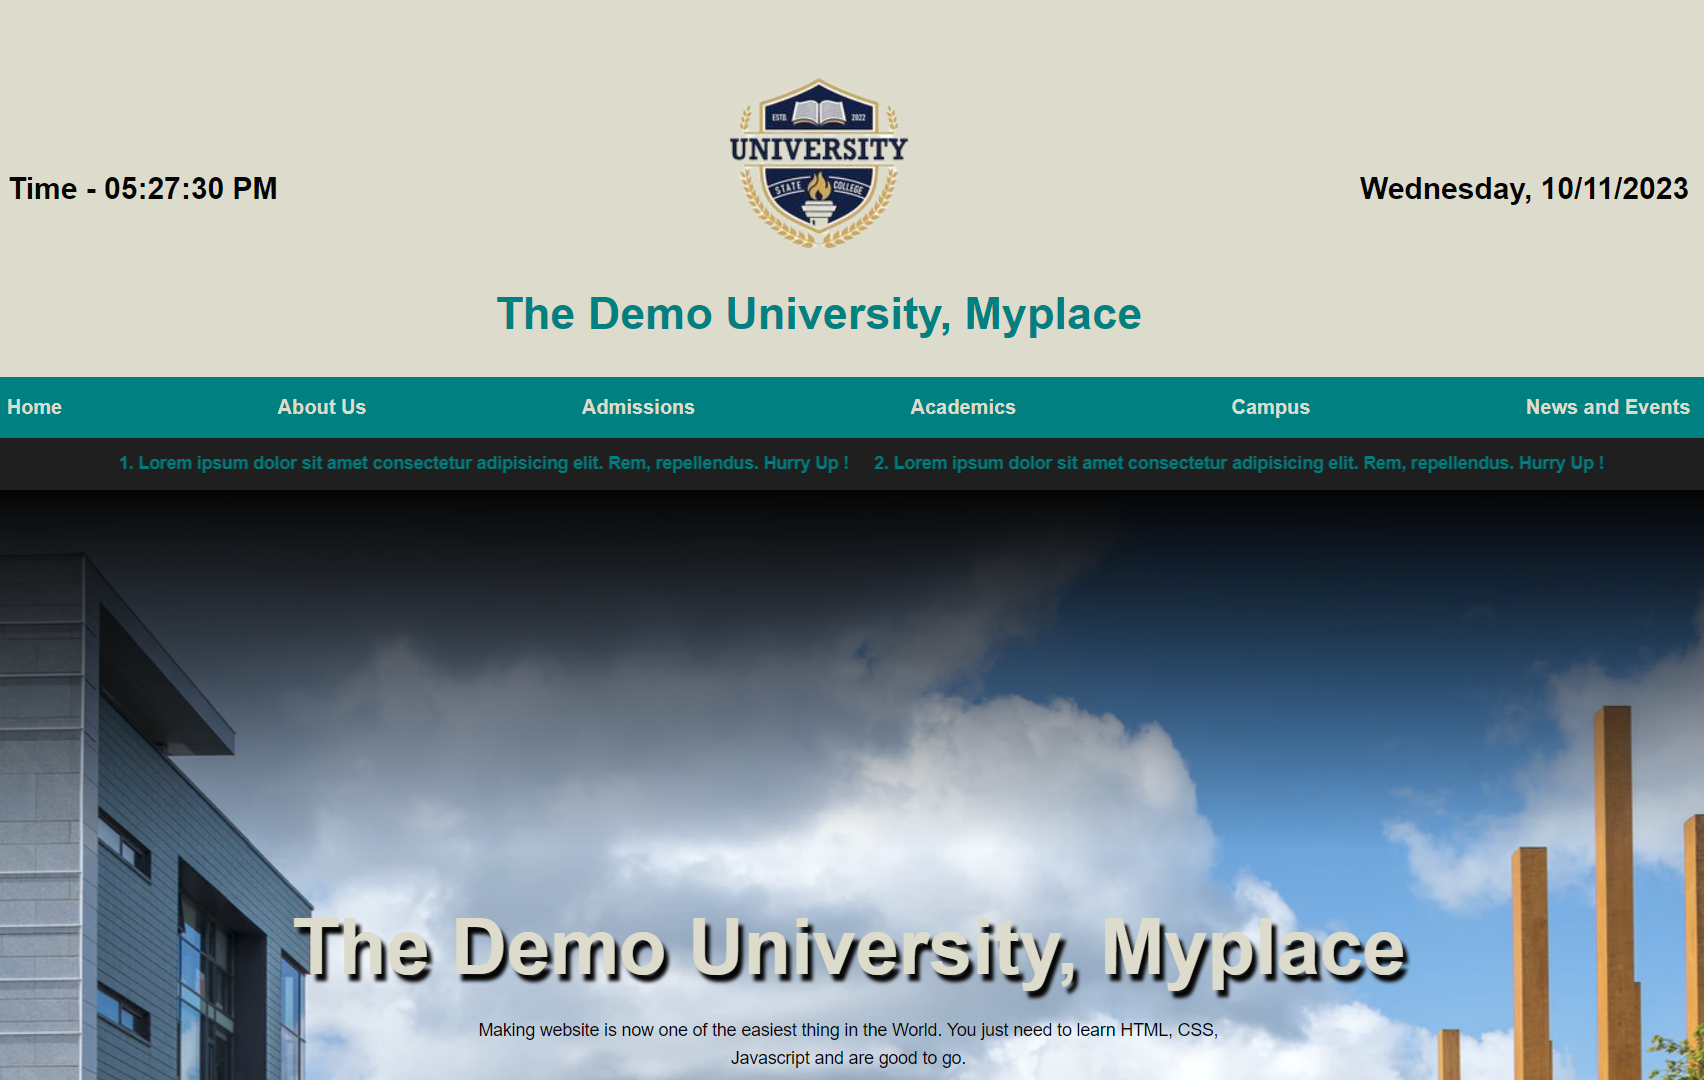 ESTD. 2022
UNIVERSITY
STATE COLLEGE
Time - 05:27:30 PM
Wednesday, 10/11/2023
The Demo University, Myplace
Home About Us Admissions Academics Campus News and Events
1. Lorem ipsum dolor sit amet consectetur adipisicing elit. Rem, repellendus. Hurry Up ! 2. Lorem ipsum dolor sit amet consectetur adipisicing elit. Rem, repellendus. Hurry Up !
The Demo University, Myplace
Making website is now one of the easiest thing in the World. You just need to learn HTML, CSS,
Javascript and are good to go.